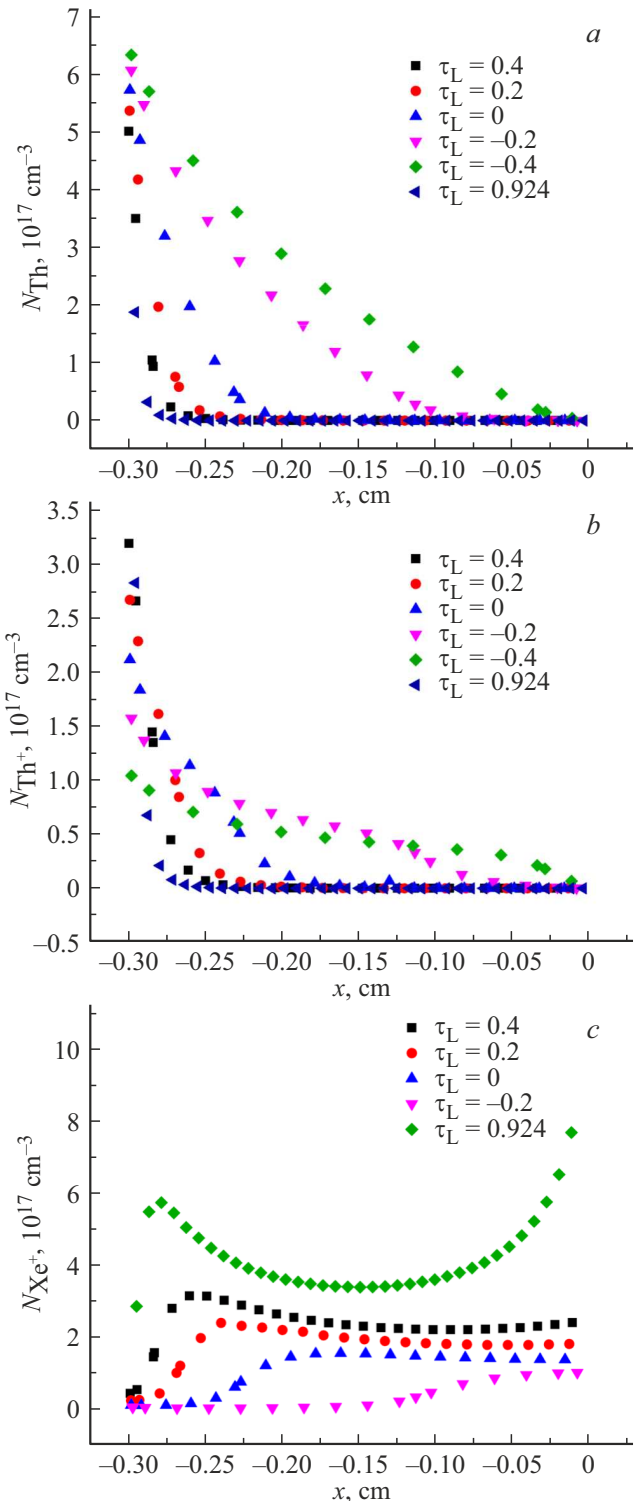 a
7
6
5
4
3
2
1
0
N_Th, 10^17 cm^−3
τ_L = 0.4
τ_L = 0.2
τ_L = 0
τ_L = −0.2
τ_L = −0.4
τ_L = 0.924
−0.30 −0.25 −0.20 −0.15 −0.10 −0.05 0
x, cm
b
3.5
3.0
2.5
2.0
1.5
1.0
0.5
0
−0.5
N_Th^+, 10^17 cm^−3
τ_L = 0.4
τ_L = 0.2
τ_L = 0
τ_L = −0.2
τ_L = −0.4
τ_L = 0.924
−0.30 −0.25 −0.20 −0.15 −0.10 −0.05 0
x, cm
c
10
8
6
4
2
0
N_Xe^+, 10^17 cm^−3
τ_L = 0.4
τ_L = 0.2
τ_L = 0
τ_L = −0.2
τ_L = 0.924
−0.30 −0.25 −0.20 −0.15 −0.10 −0.05 0
x, cm